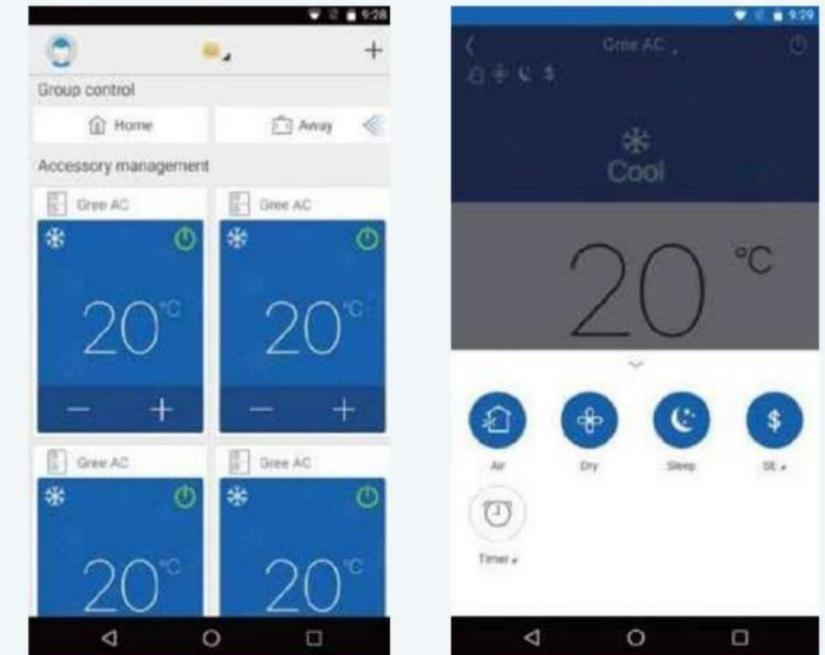 9:28
+
Group control
Home
Away
Accessory management
Gree AC
Gree AC
20°C
20°C
− +
− +
Gree AC
Gree AC
20°C
20°C
9:29
Gree AC
$
Cool
20 °C
$
Air
Dry
Sleep
SE
Timer